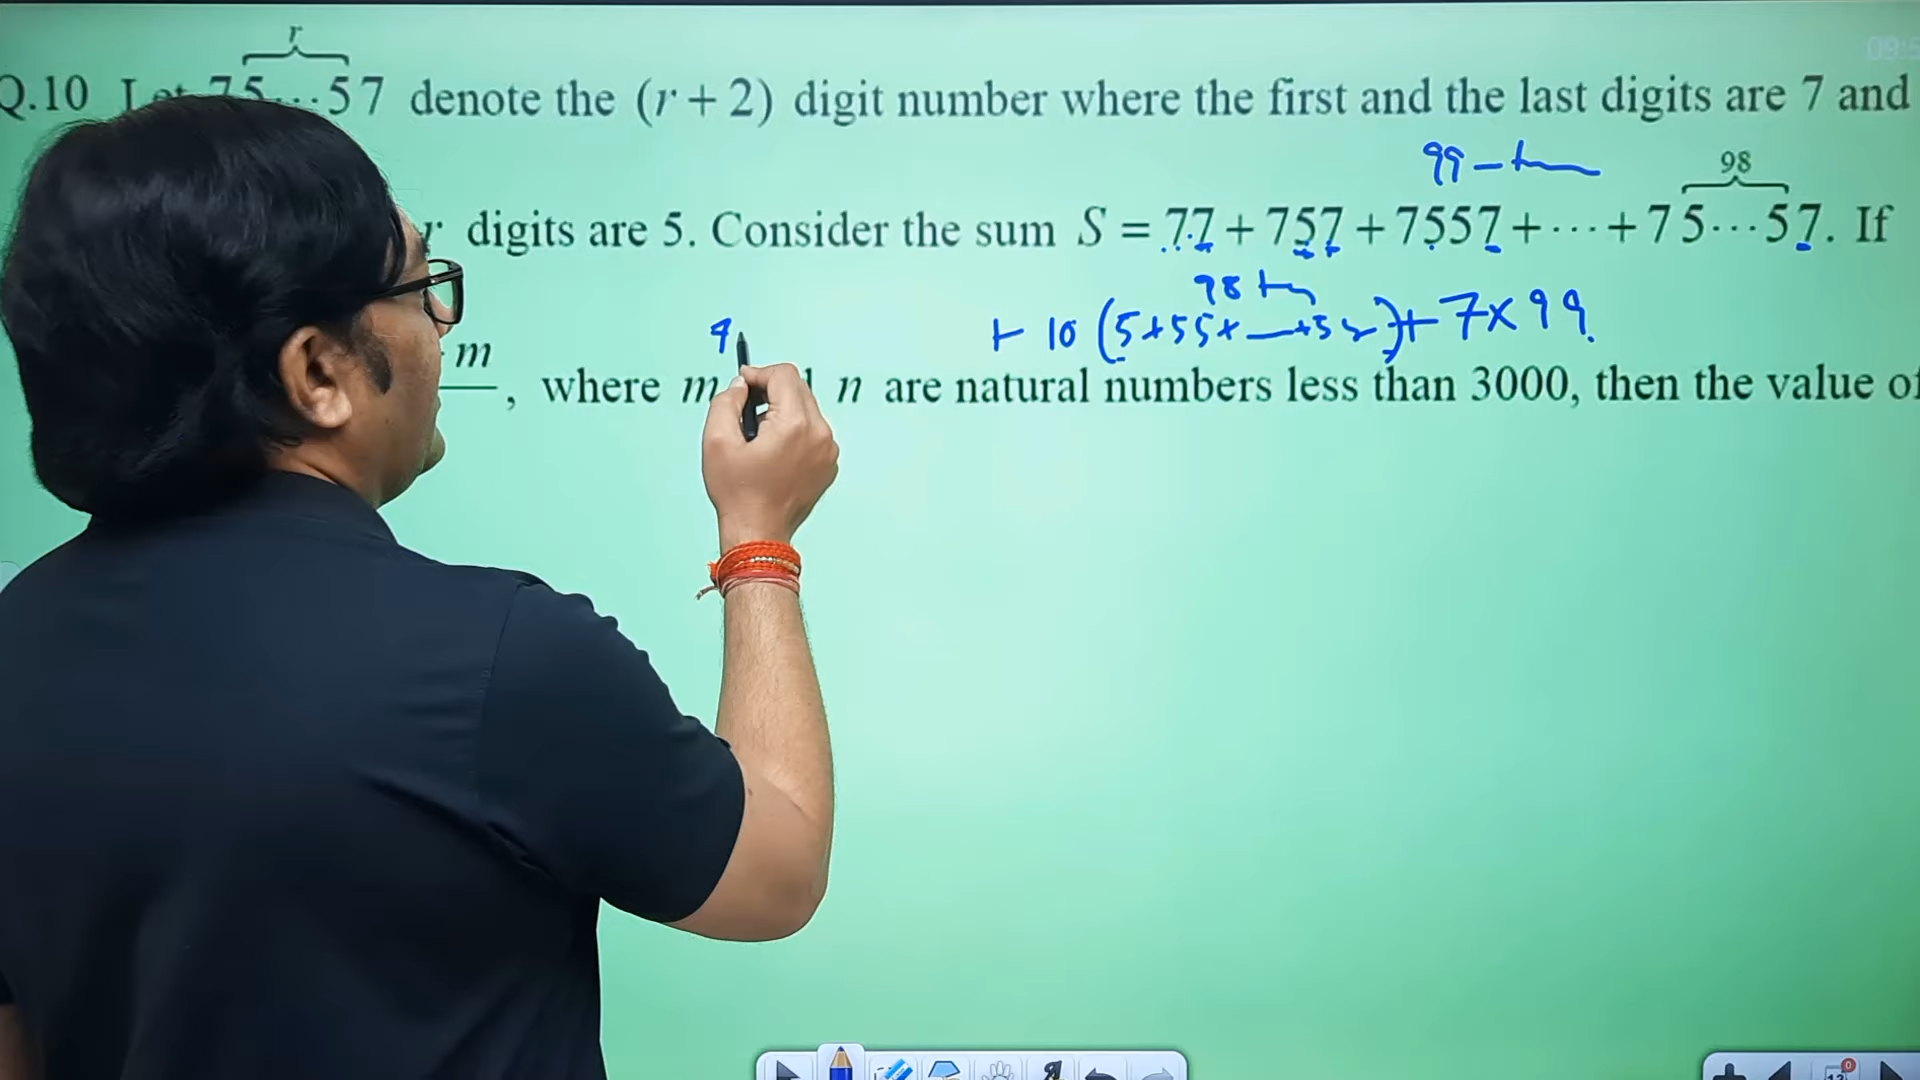 r
Q.10 Let 75...57 denote the (r + 2) digit number where the first and the last digits are 7 and
99 -
98
r digits are 5. Consider the sum S = 77 + 757 + 7557 + ··· + 75...57. If
98
+ 10 (5+55+ — +5 ) + 7×99
m
, where m n are natural numbers less than 3000, then the value of